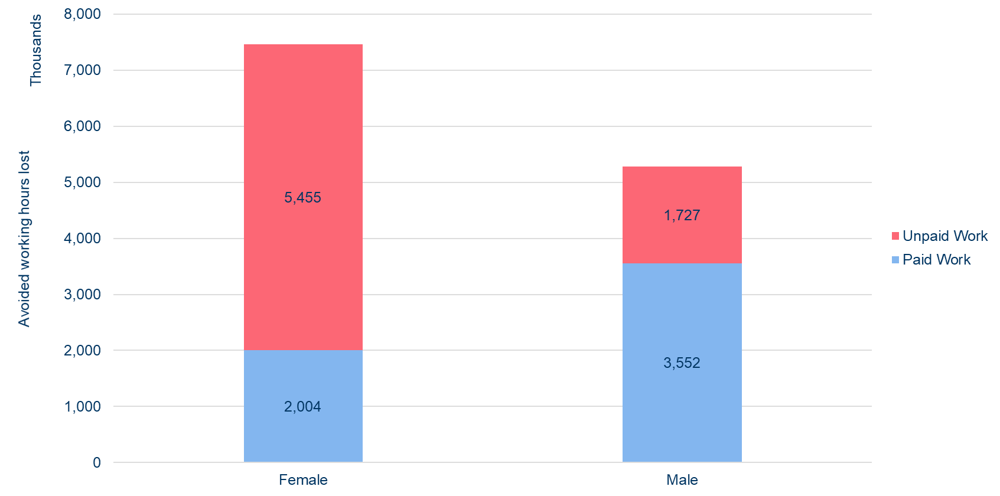 Thousands
Avoided working hours lost
8,000
7,000
6,000
5,000
4,000
3,000
2,000
1,000
0
5,455
2,004
1,727
3,552
Female
Male
Unpaid Work
Paid Work